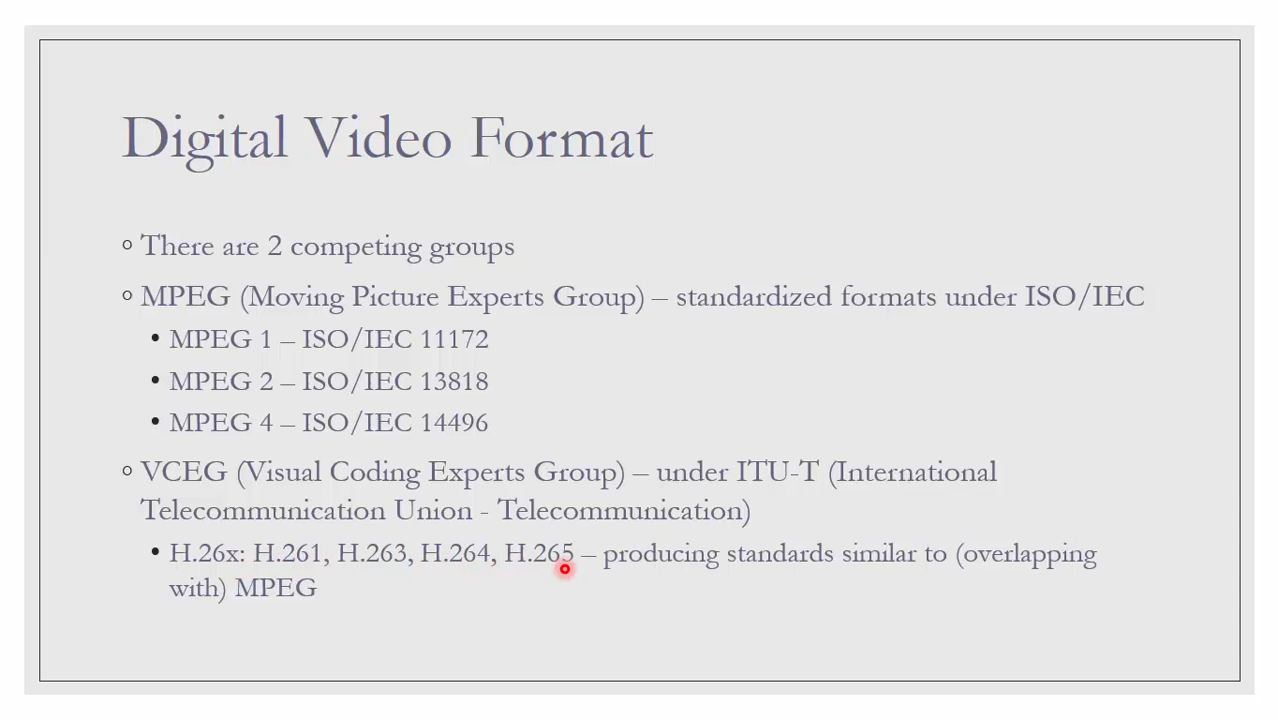 Digital Video Format
There are 2 competing groups
MPEG (Moving Picture Experts Group) – standardized formats under ISO/IEC
MPEG 1 – ISO/IEC 11172
MPEG 2 – ISO/IEC 13818
MPEG 4 – ISO/IEC 14496
VCEG (Visual Coding Experts Group) – under ITU-T (International
Telecommunication Union - Telecommunication)
H.26x: H.261, H.263, H.264, H.265 – producing standards similar to (overlapping
with) MPEG